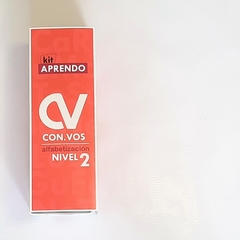 kit
APRENDO
CV
CON.VOS
alfabetización
NIVEL 2